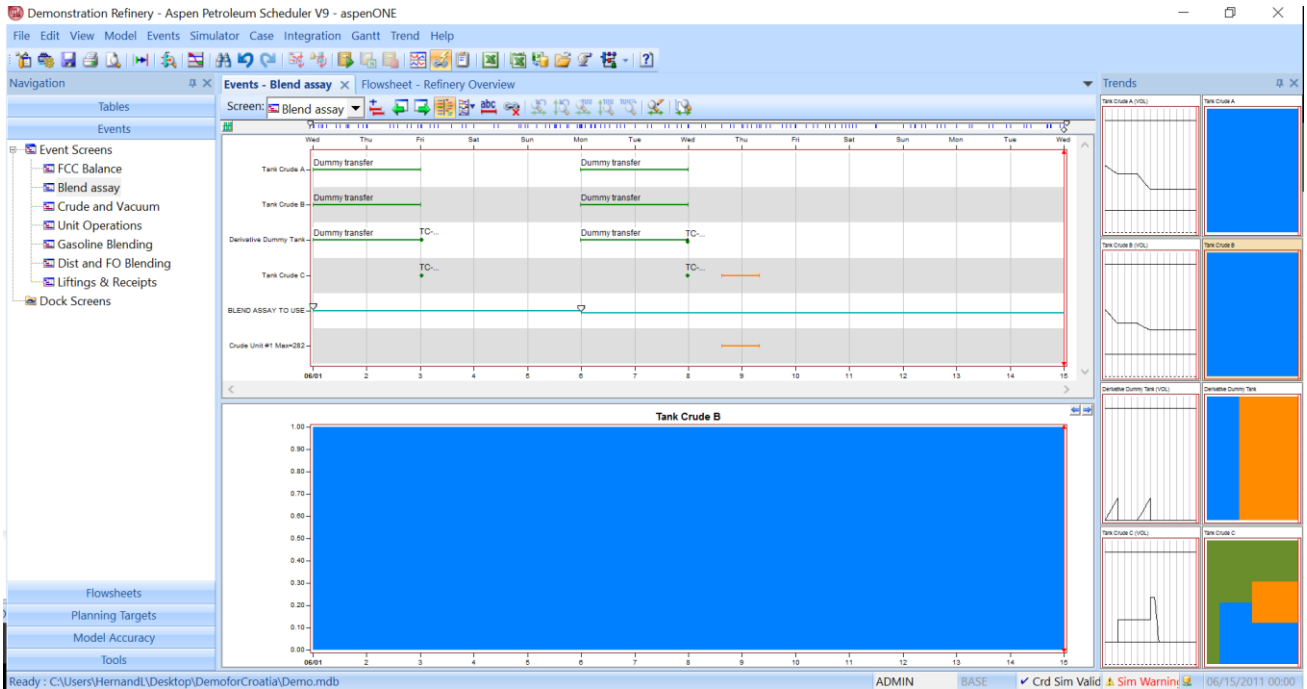 Demonstration Refinery - Aspen Petroleum Scheduler V9 - aspenONE
File Edit View Model Events Simulator Case Integration Gantt Trend Help
Navigation
Tables
Events
Event Screens
FCC Balance
Blend assay
Crude and Vacuum
Unit Operations
Gasoline Blending
Dist and FO Blending
Liftings & Receipts
Dock Screens
Flowsheets
Planning Targets
Model Accuracy
Tools
Events - Blend assay Flowsheet - Refinery Overview
Screen: Blend assay
Wed Thu Fri Sat Sun Mon Tue Wed Thu Fri Sat Sun Mon Tue Wed
Tank Crude A Dummy transfer Dummy transfer
Tank Crude B Dummy transfer Dummy transfer
Derivative Dummy Tank Dummy transfer TC-... Dummy transfer TC-...
Tank Crude C TC-... TC-...
BLEND ASSAY TO USE
Crude Unit #1 Max=282
06/01 2 3 4 5 6 7 8 9 10 11 12 13 14 15
Tank Crude B
1.00
0.90
0.80
0.70
0.60
0.50
0.40
0.30
0.20
0.10
0.00
06/01 2 3 4 5 6 7 8 9 10 11 12 13 14 15
Trends
Tank Crude A (VOL) Tank Crude A
Tank Crude B (VOL) Tank Crude B
Derivative Dummy Tank (VOL) Derivative Dummy Tank
Tank Crude C (VOL) Tank Crude C
Ready : C:\Users\HernandL\Desktop\DemoforCroatia\Demo.mdb ADMIN BASE Crd Sim Valid Sim Warning 06/15/2011 00:00